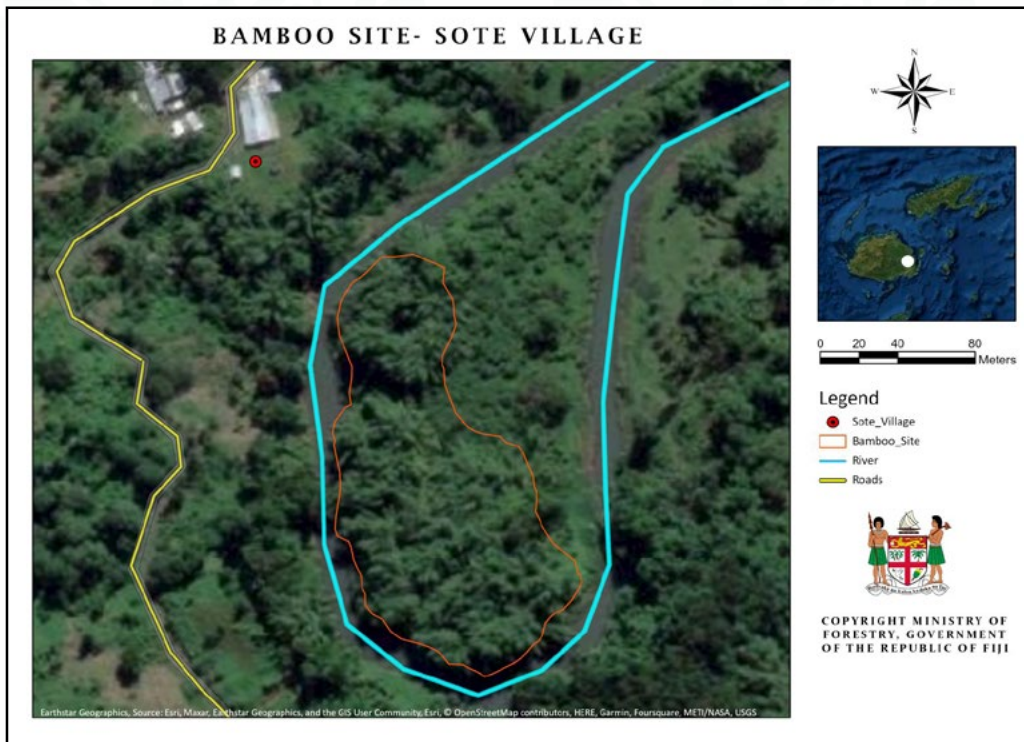 BAMBOO SITE- SOTE VILLAGE
N
W E
S
0 20 40 80
Meters
Legend
Sote_Village
Bamboo_Site
River
Roads
COPYRIGHT MINISTRY OF
FORESTRY, GOVERNMENT
OF THE REPUBLIC OF FIJI
Earthstar Geographics, Source: Esri, Maxar, Earthstar Geographics, and the GIS User Community, Esri, © OpenStreetMap contributors, HERE, Garmin, Foursquare, METI/NASA, USGS